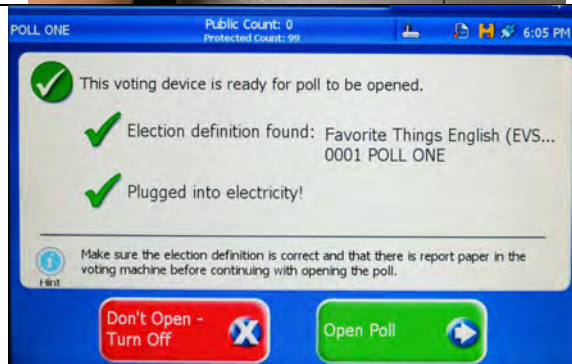 POLL ONE
Public Count: 0
Protected Count: 99
6:05 PM
This voting device is ready for poll to be opened.
Election definition found: Favorite Things English (EVS...
0001 POLL ONE
Plugged into electricity!
Hint
Make sure the election definition is correct and that there is report paper in the
voting machine before continuing with opening the poll.
Don't Open -
Turn Off
Open Poll